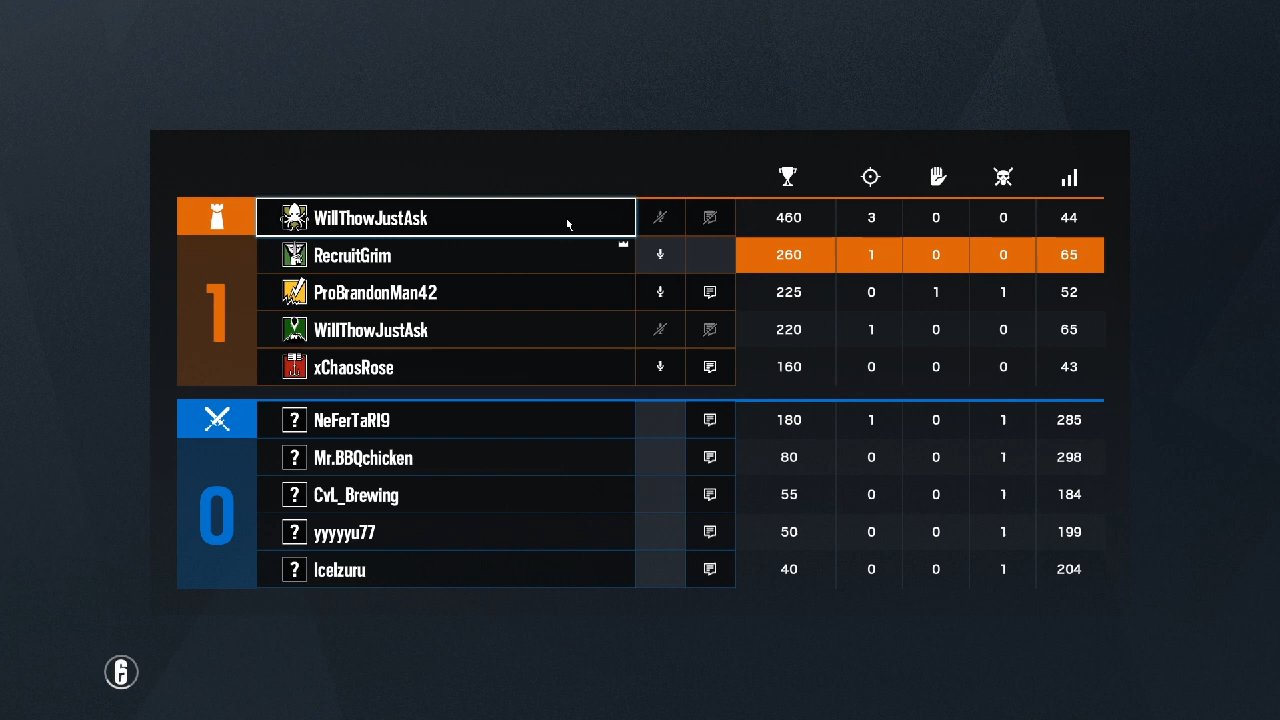 WillThowJustAsk 460 3 0 0 44
RecruitGrim 260 1 0 0 65
1
ProBrandonMan42 225 0 1 1 52
WillThowJustAsk 220 1 0 0 65
xChaosRose 160 0 0 0 43
? NeFerTaRI9 180 1 0 1 285
? Mr.BBQchicken 80 0 0 1 298
0
? CvL_Brewing 55 0 0 1 184
? yyyyyu77 50 0 0 1 199
? IceIzuru 40 0 0 1 204
6